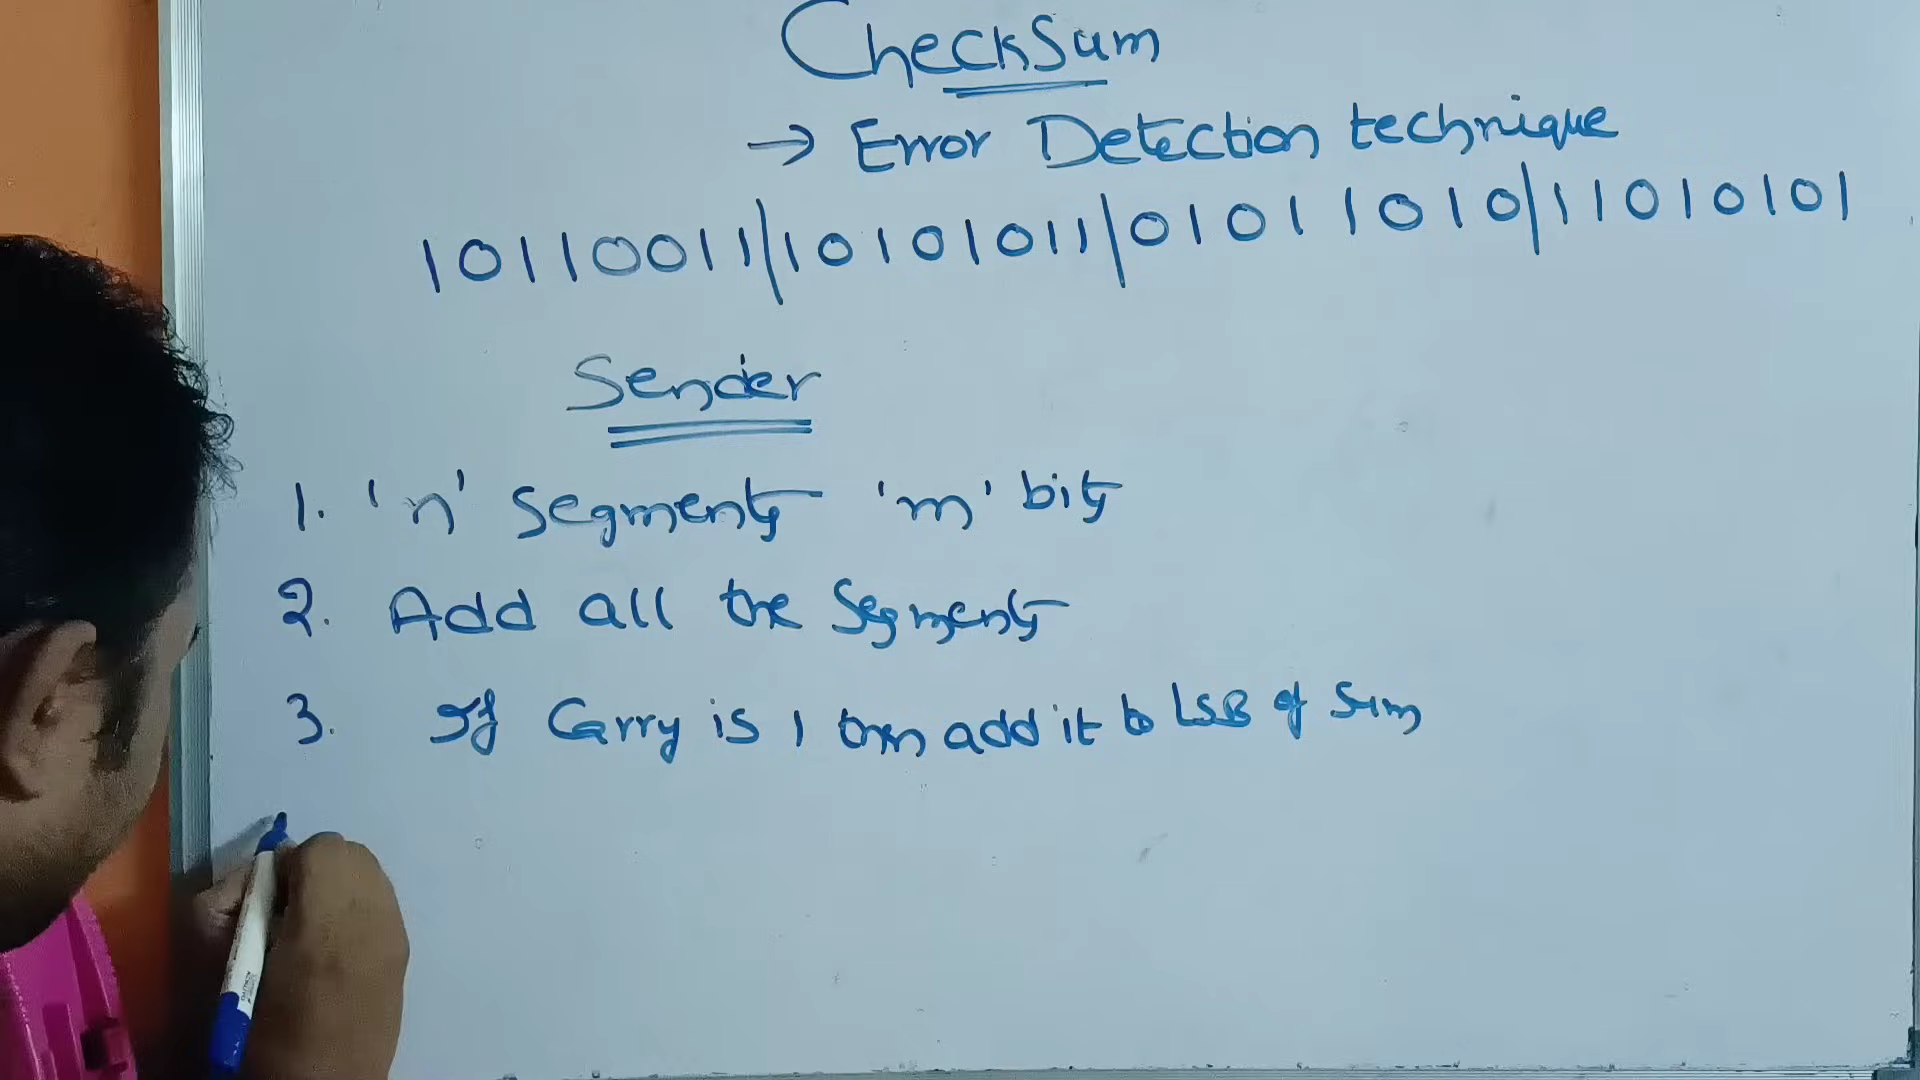 CheckSum
→ Error Detection technique
10110011|10101011|01011010|11010101
Sender
1. 'n' Segments 'm' bits
2. Add all the Segments
3. If Carry is 1 then add it to LSB of Sum